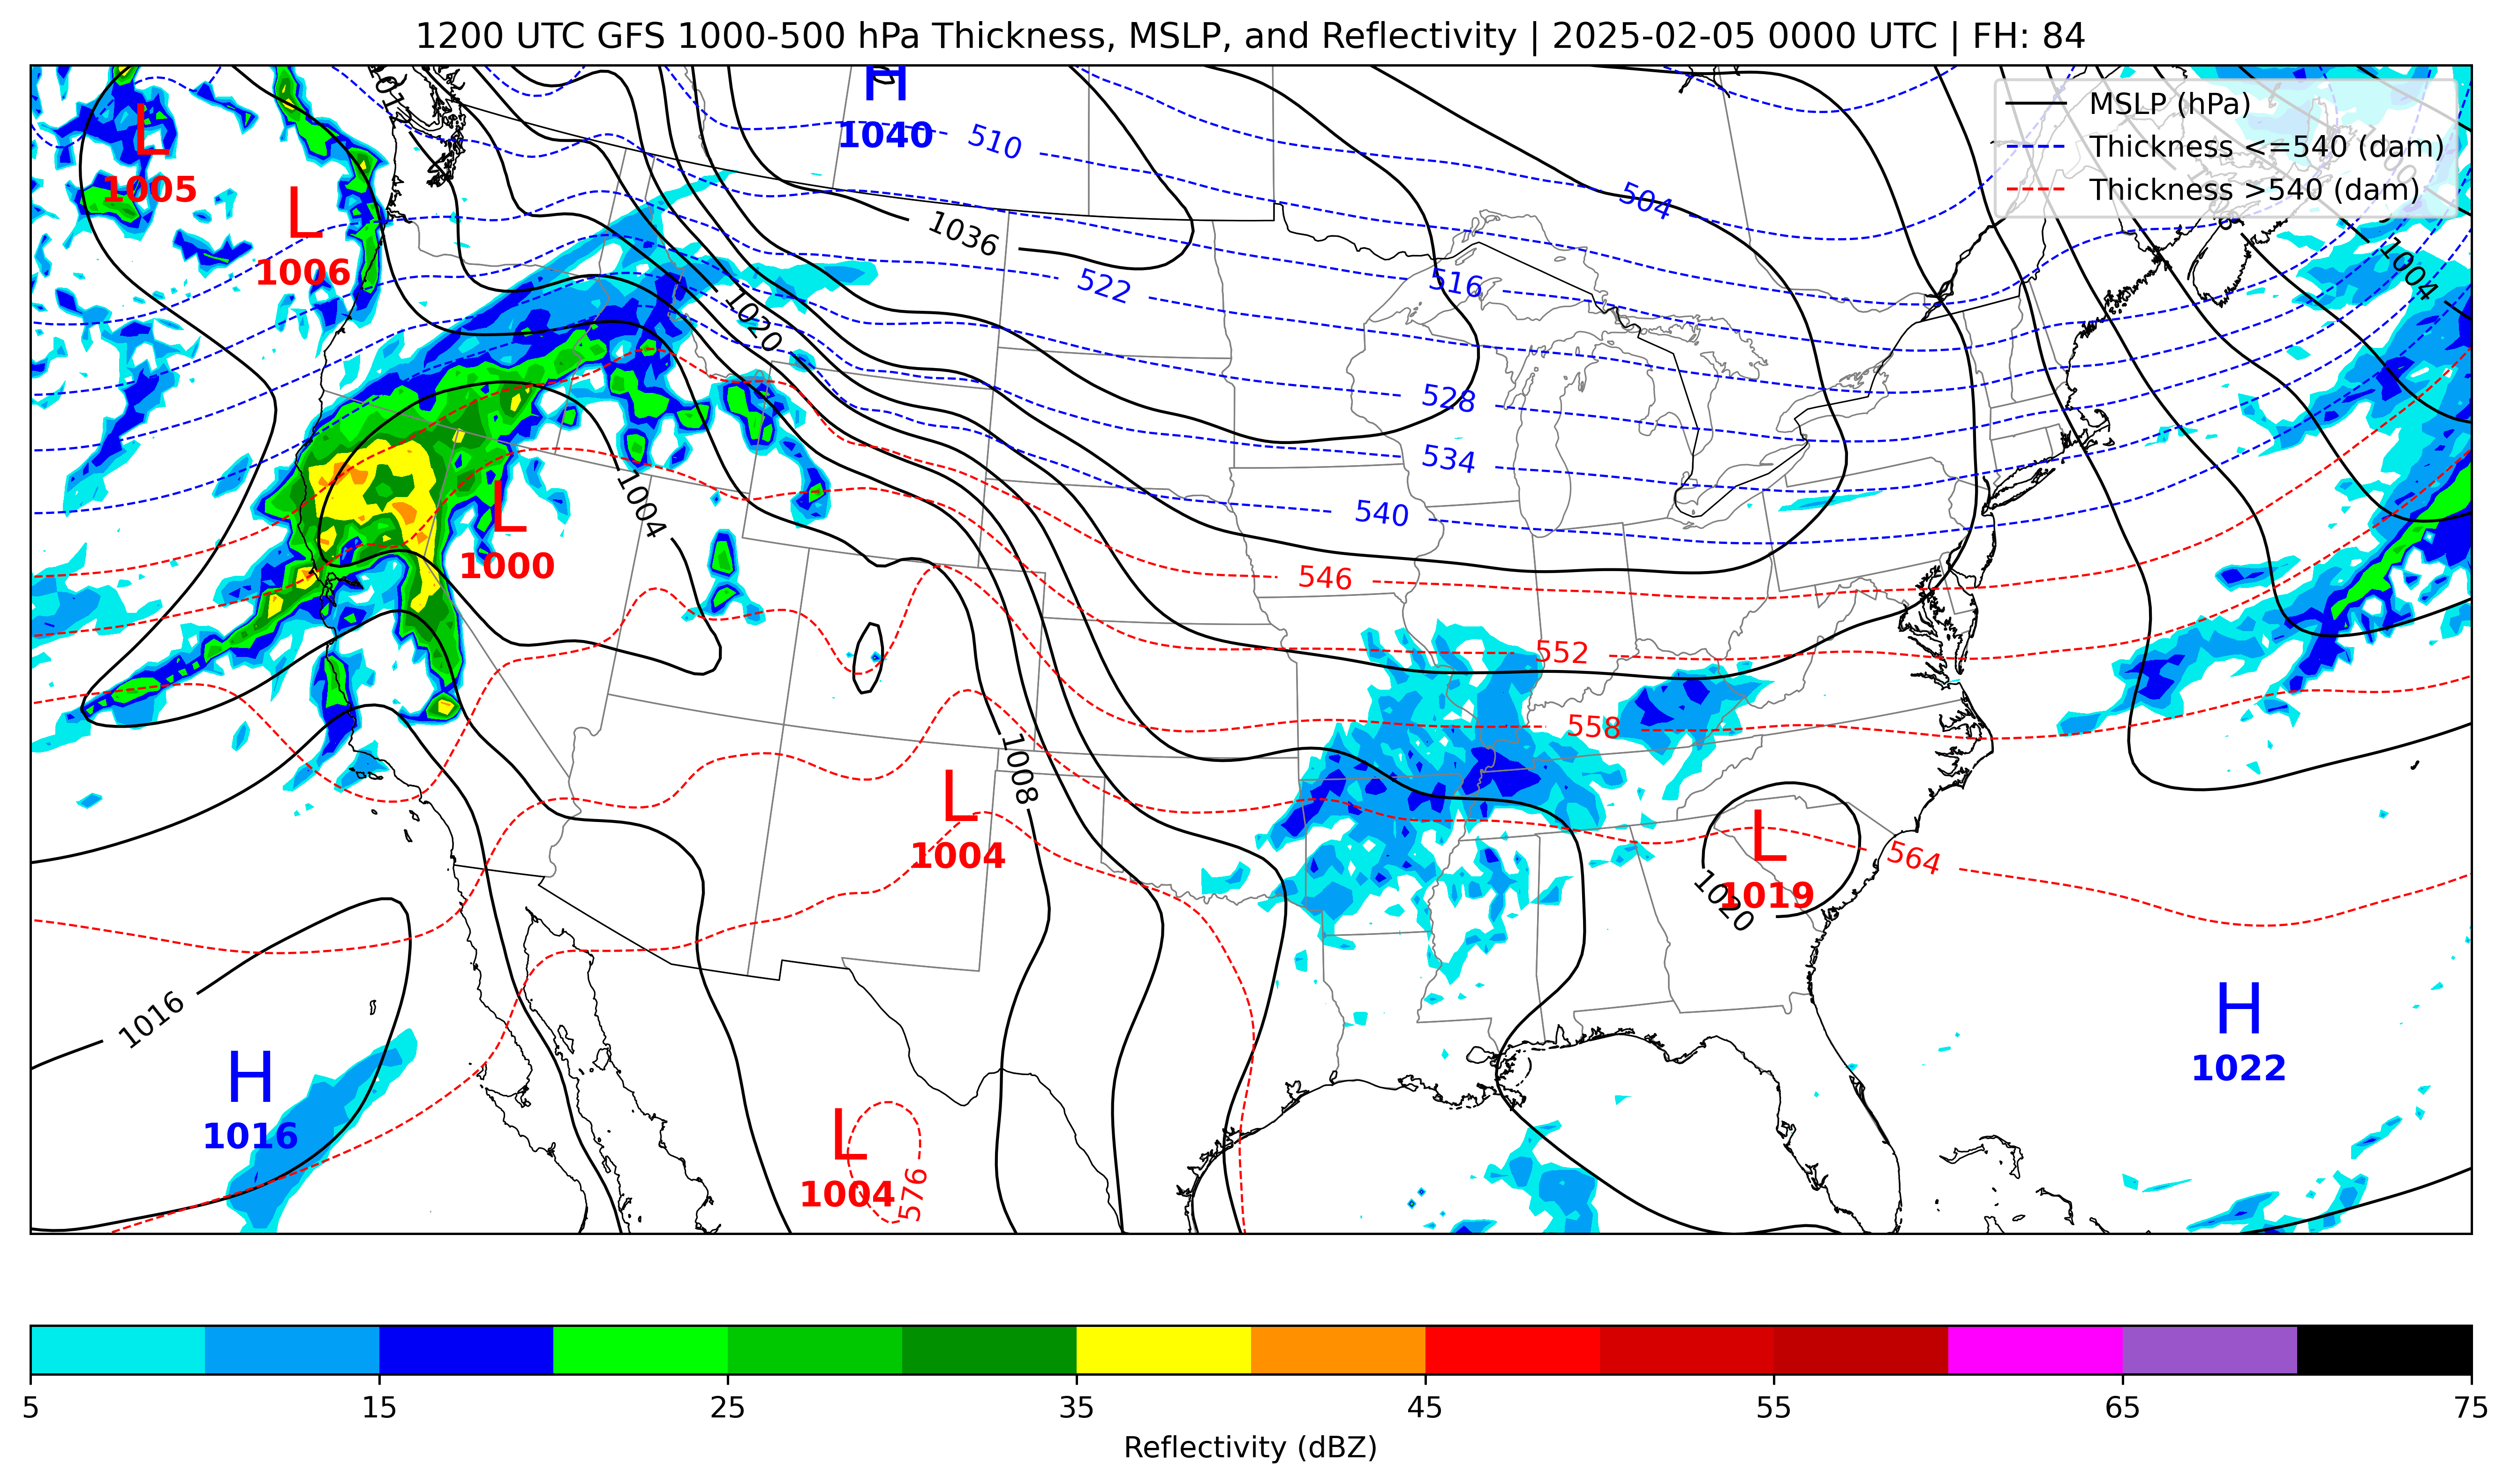 1200 UTC GFS 1000-500 hPa Thickness, MSLP, and Reflectivity | 2025-02-05 0000 UTC | FH: 84
MSLP (hPa)
Thickness <=540 (dam)
Thickness >540 (dam)
H
1040
L
1005
L
1006
510
504
1036
522
516
1004
1020
528
534
1004
540
L
1000
546
552
558
1008
L
1004
L
1019
1020
564
1016
H
1016
H
1022
L
1004
576
5
15
25
35
45
55
65
75
Reflectivity (dBZ)